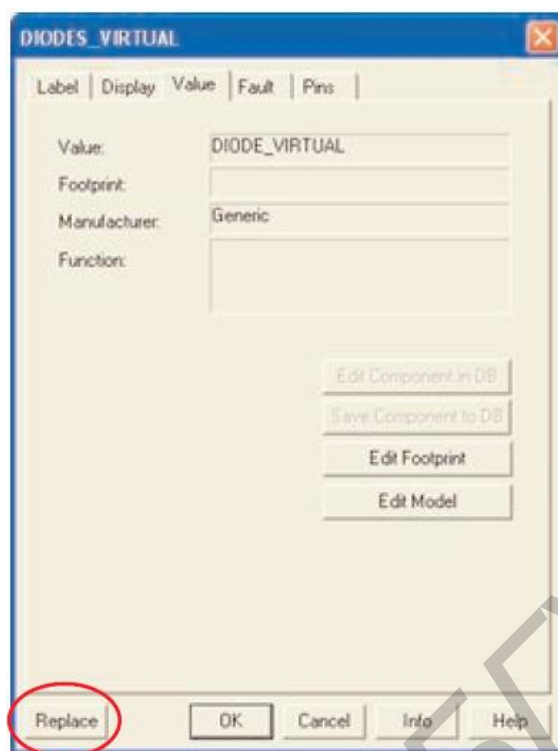 DIODES_VIRTUAL
Label Display Value Fault Pins
Value: DIODE_VIRTUAL
Footprint:
Manufacturer: Generic
Function:
Edit Component in DB
Save Component to DB
Edit Footprint
Edit Model
Replace OK Cancel Info Help